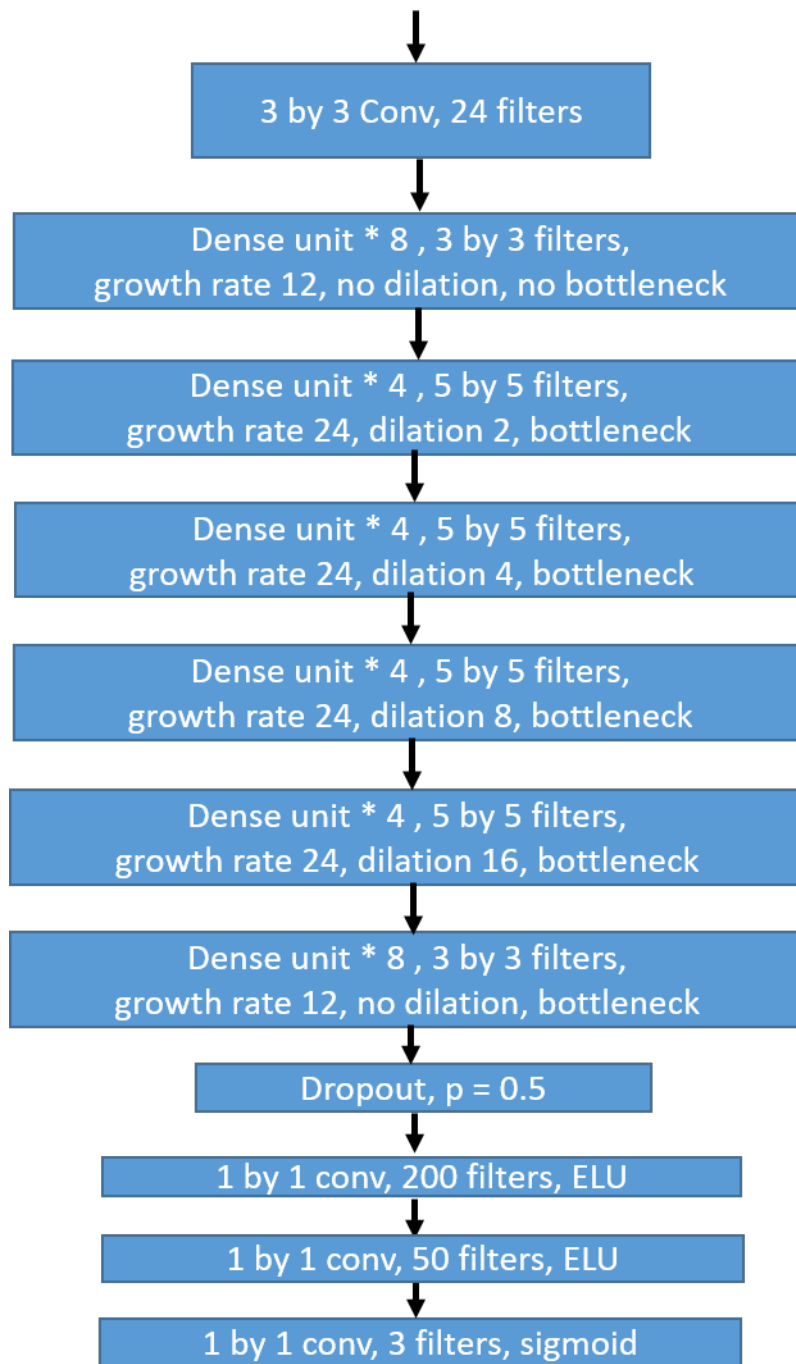 3 by 3 Conv, 24 filters
Dense unit * 8 , 3 by 3 filters,
growth rate 12, no dilation, no bottleneck
Dense unit * 4 , 5 by 5 filters,
growth rate 24, dilation 2, bottleneck
Dense unit * 4 , 5 by 5 filters,
growth rate 24, dilation 4, bottleneck
Dense unit * 4 , 5 by 5 filters,
growth rate 24, dilation 8, bottleneck
Dense unit * 4 , 5 by 5 filters,
growth rate 24, dilation 16, bottleneck
Dense unit * 8 , 3 by 3 filters,
growth rate 12, no dilation, bottleneck
Dropout, p = 0.5
1 by 1 conv, 200 filters, ELU
1 by 1 conv, 50 filters, ELU
1 by 1 conv, 3 filters, sigmoid